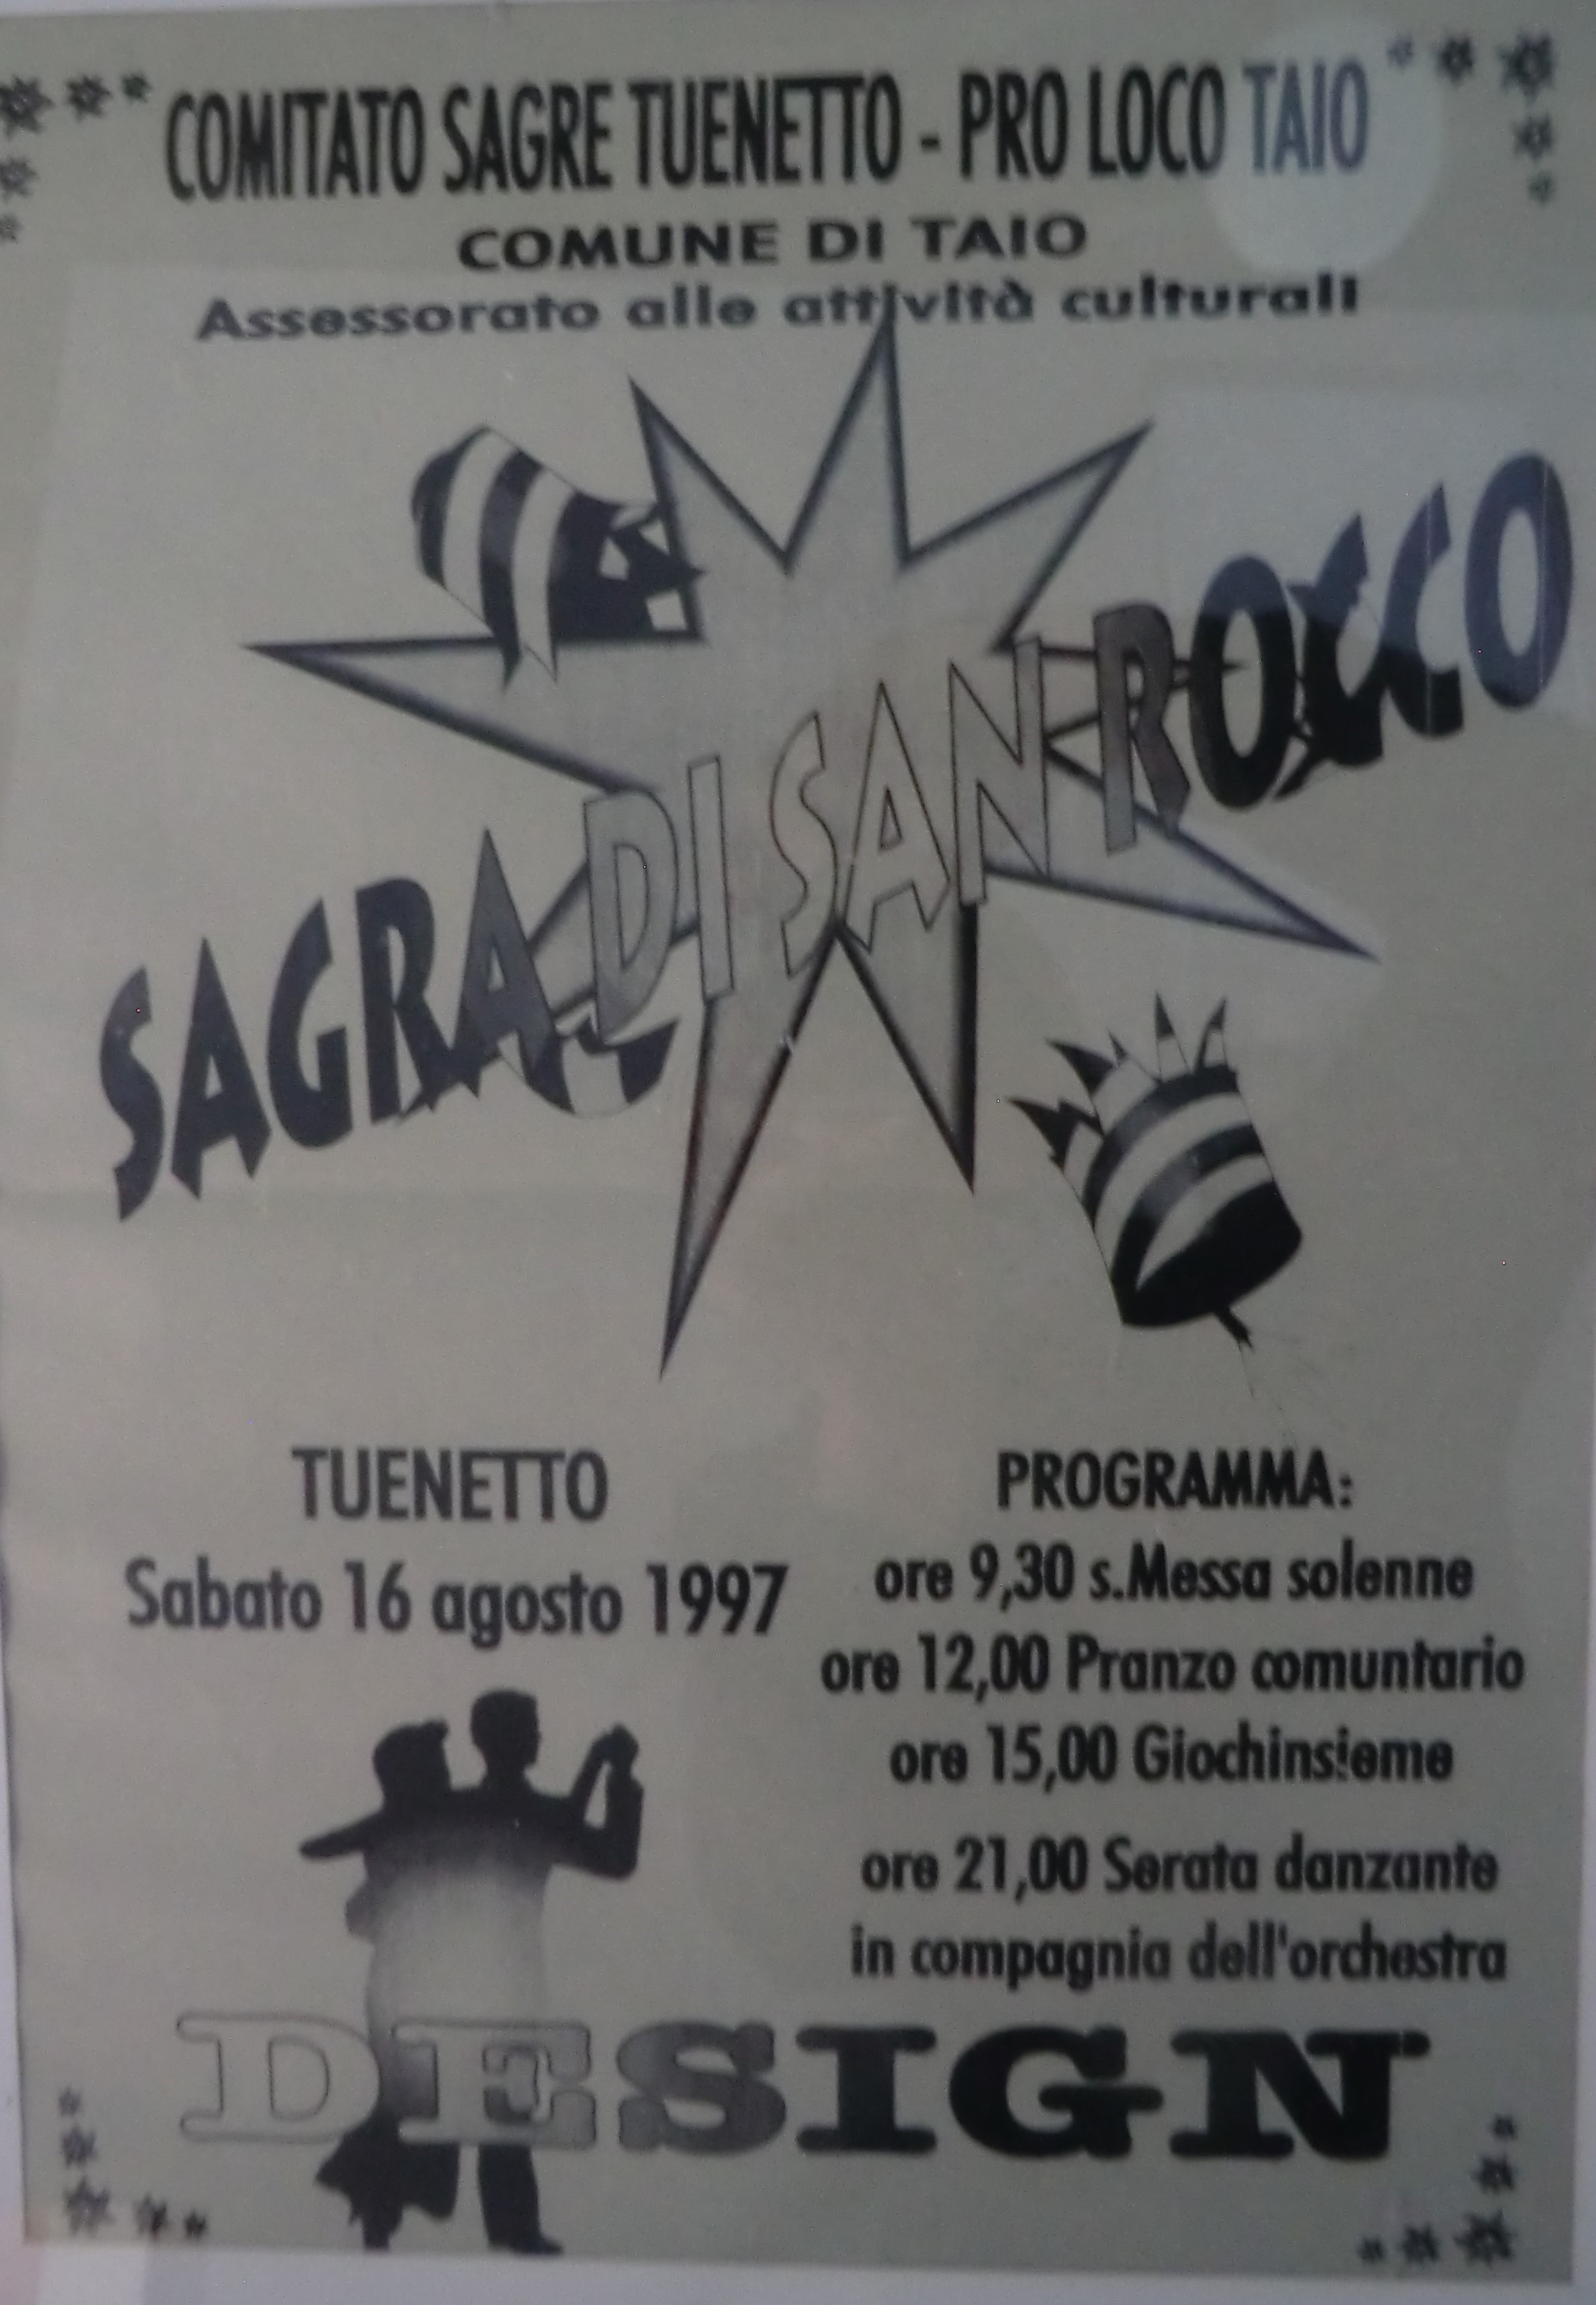 COMITATO SAGRE TUENETTO - PRO LOCO TAIO
COMUNE DI TAIO
Assessorato alle attività culturali
SAGRA DI SAN ROCCO
TUENETTO
Sabato 16 agosto 1997
PROGRAMMA:
ore 9,30 s.Messa solenne
ore 12,00 Pranzo comuntario
ore 15,00 Giochinsieme
ore 21,00 Serata danzante
in compagnia dell'orchestra
DESIGN